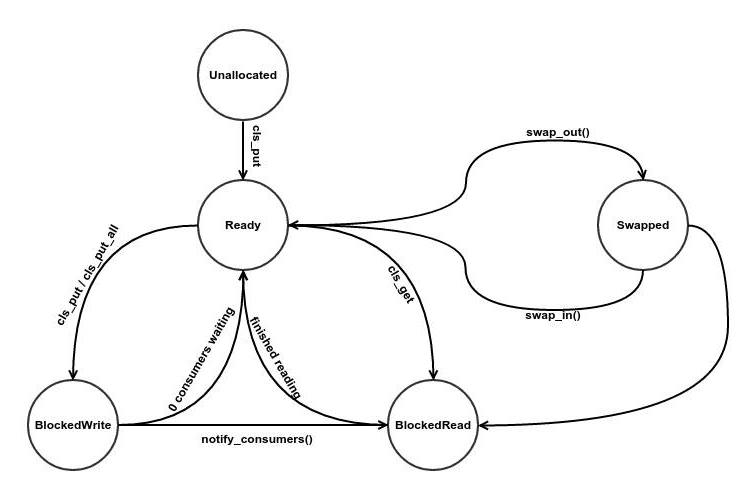 Unallocated
cls_put
swap_out()
Ready
Swapped
cls_put / cls_put_all
cls_get
swap_in()
0 consumers waiting
finished reading
BlockedWrite
BlockedRead
notify_consumers()